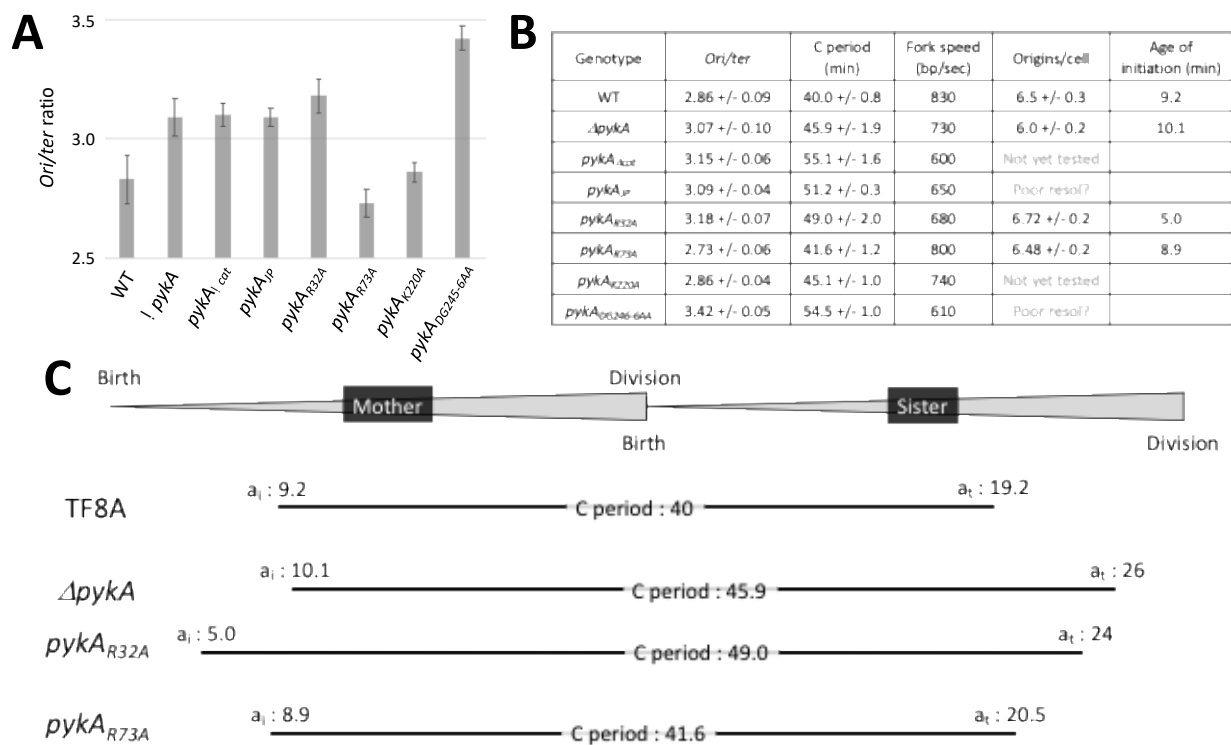 A
Ori/ter ratio
3.5
3.0
2.5
WT
! pykA
pykA! cat
pykAJP
pykAR32A
pykAR73A
pykAK220A
pykADG245-6AA
B
Genotype Ori/ter C period (min) Fork speed (bp/sec) Origins/cell Age of initiation (min)
WT 2.86 +/- 0.09 40.0 +/- 0.8 830 6.5 +/- 0.3 9.2
ΔpykA 3.07 +/- 0.10 45.9 +/- 1.9 730 6.0 +/- 0.2 10.1
pykAΔcat 3.15 +/- 0.06 55.1 +/- 1.6 600 Not yet tested
pykAJP 3.09 +/- 0.04 51.2 +/- 0.3 650 Poor resol?
pykAR32A 3.18 +/- 0.07 49.0 +/- 2.0 680 6.72 +/- 0.2 5.0
pykAR73A 2.73 +/- 0.06 41.6 +/- 1.2 800 6.48 +/- 0.2 8.9
pykAK220A 2.86 +/- 0.04 45.1 +/- 1.0 740 Not yet tested
pykADG246-6AA 3.42 +/- 0.05 54.5 +/- 1.0 610 Poor resol?
C
Birth Division
Mother Sister
Birth Division
TF8A ai : 9.2 C period : 40 at : 19.2
ΔpykA ai : 10.1 C period : 45.9 at : 26
pykAR32A ai : 5.0 C period : 49.0 at : 24
pykAR73A ai : 8.9 C period : 41.6 at : 20.5